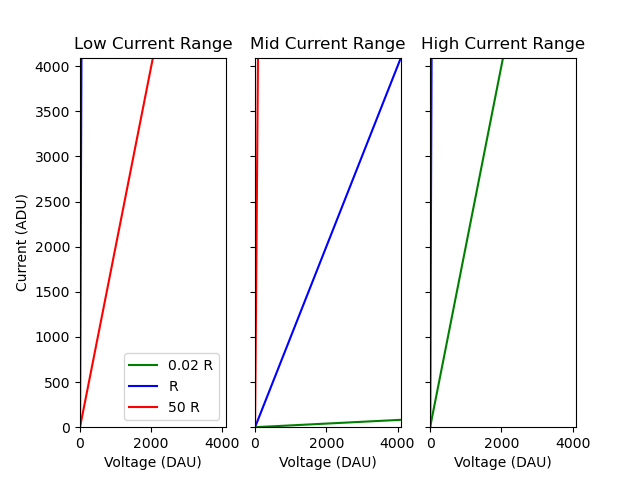 Low Current Range
Mid Current Range
High Current Range
Current (ADU)
4000
3500
3000
2500
2000
1500
1000
500
0
0.02 R
R
50 R
0 2000 4000
0 2000 4000
0 2000 4000
Voltage (DAU)
Voltage (DAU)
Voltage (DAU)